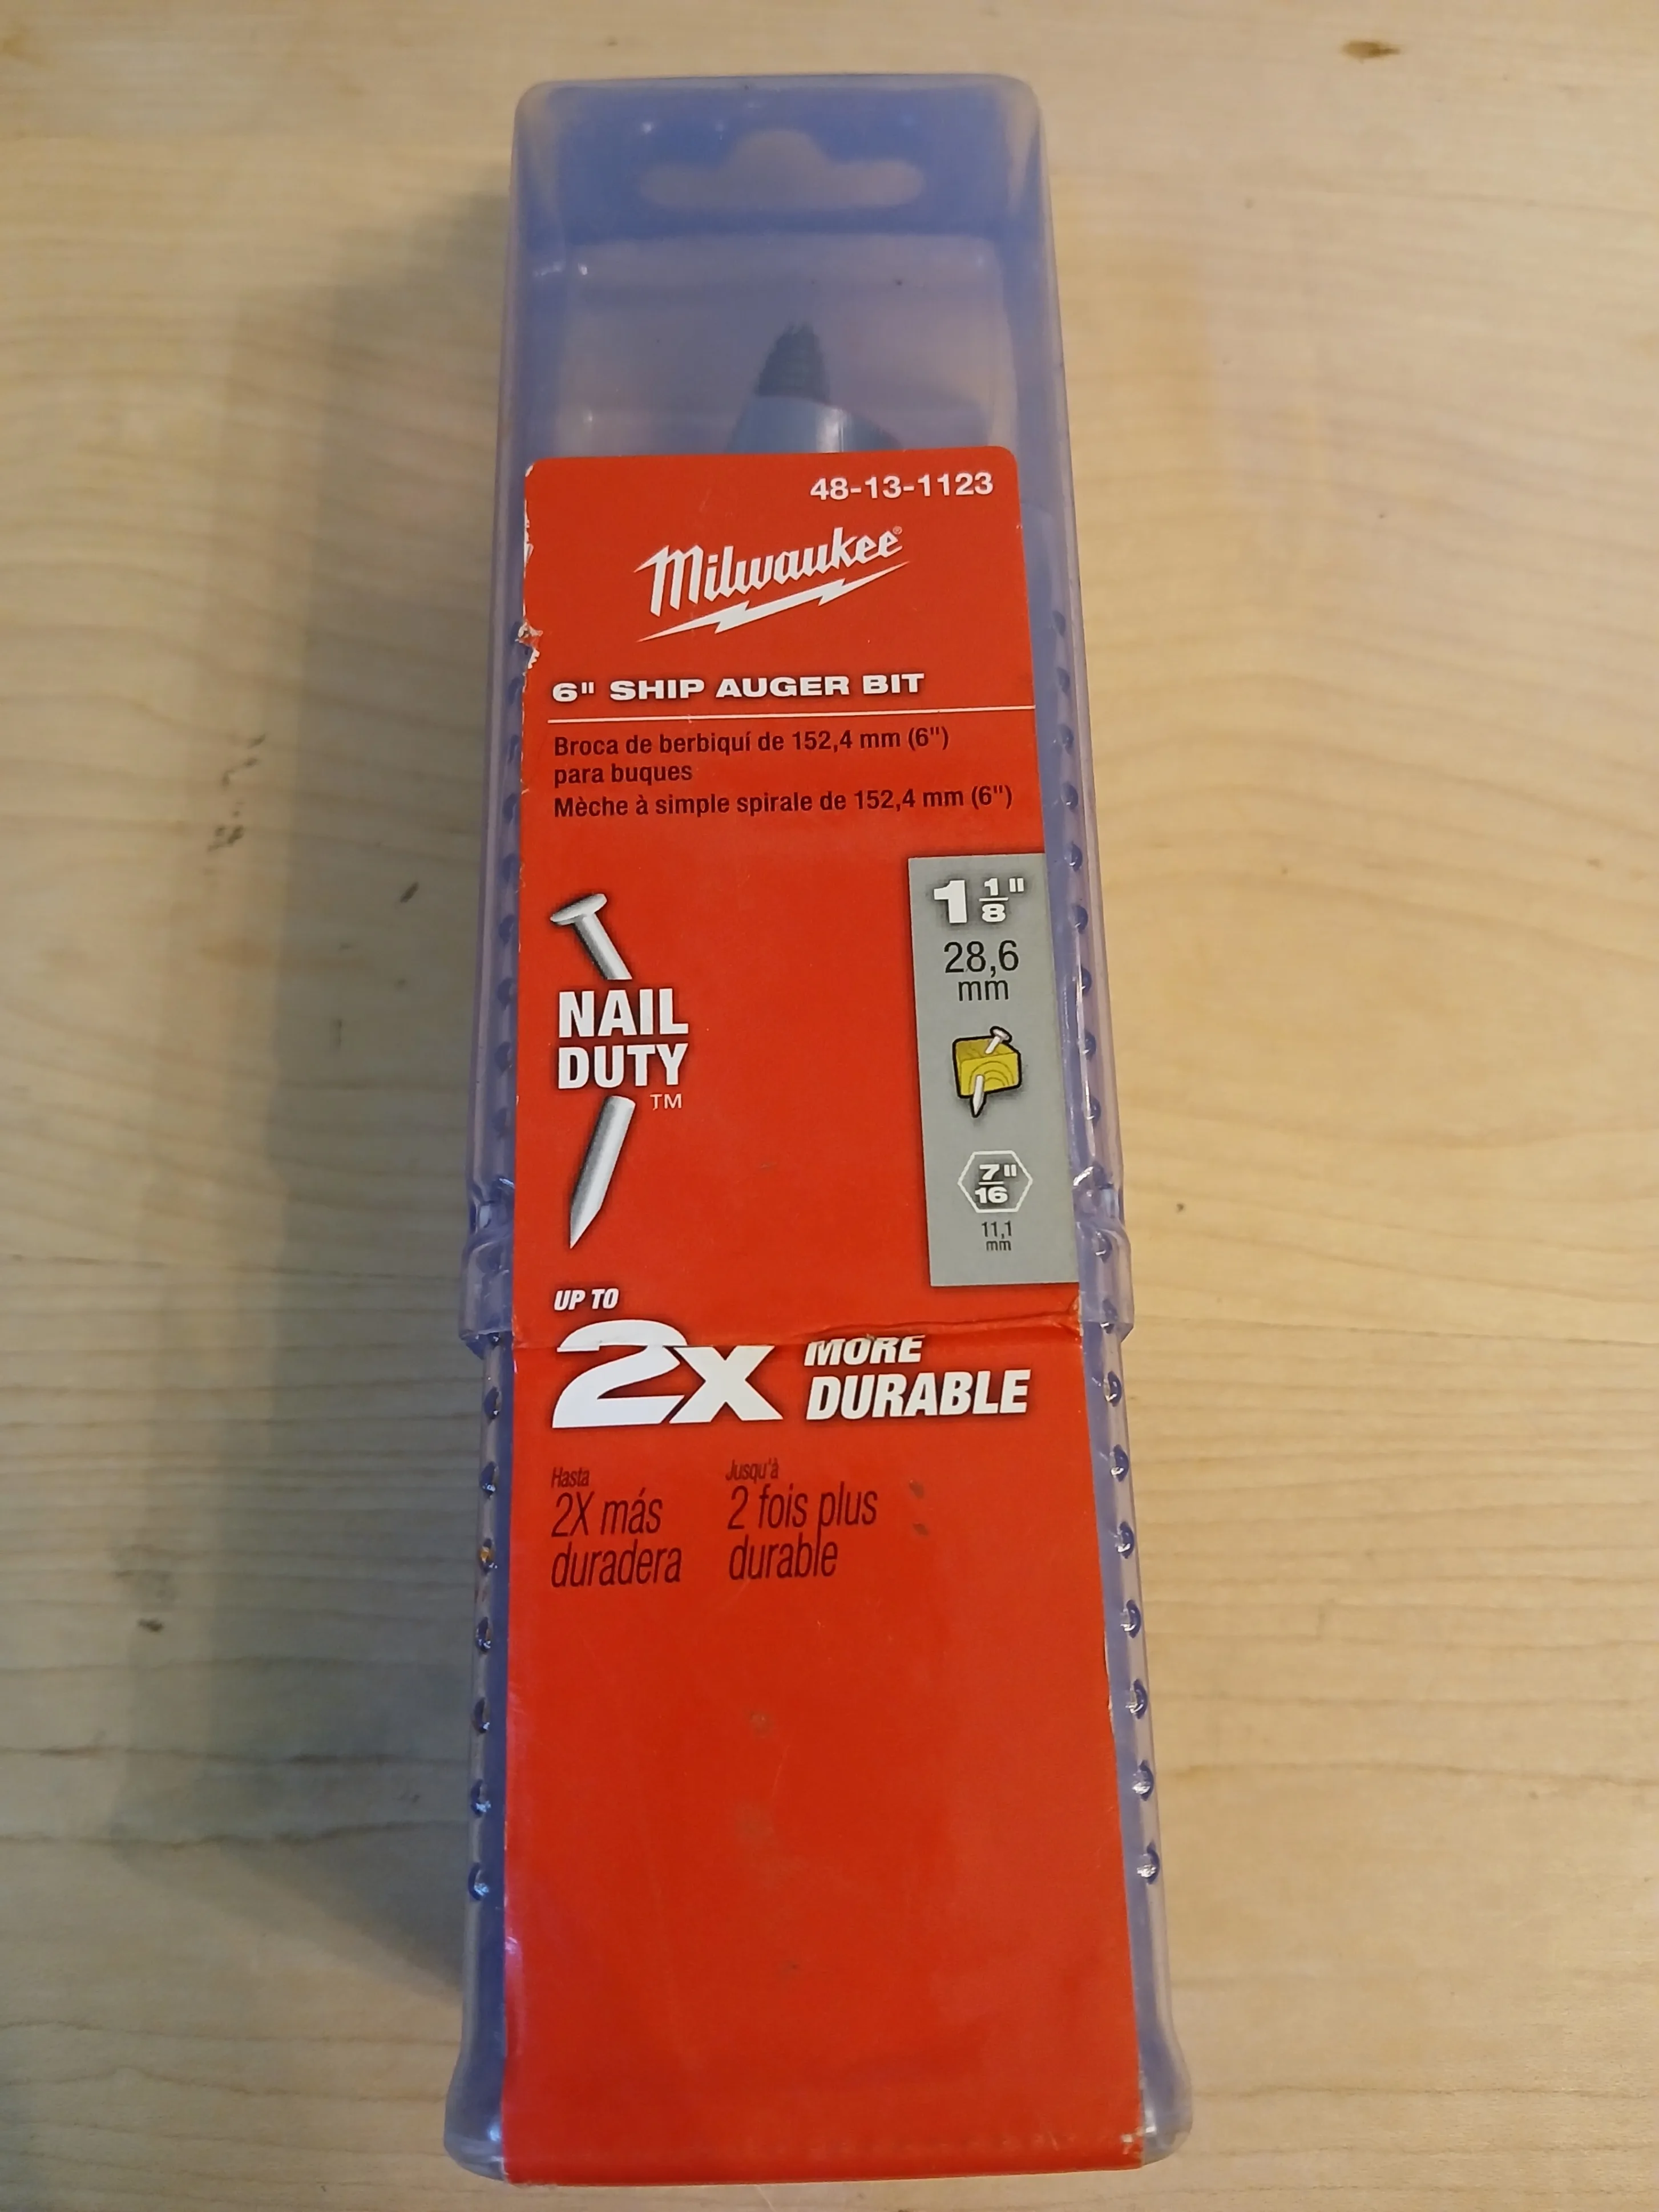 48-13-1123
Milwaukee®
6" SHIP AUGER BIT
Broca de berbiquí de 152,4 mm (6")
para buques
Mèche à simple spirale de 152,4 mm (6")
1 1/8"
28,6
mm
NAIL
DUTY
TM
7/16"
11,1
mm
UP TO
2X MORE
DURABLE
Hasta
2X más
duradera
Jusqu'à
2 fois plus
durable